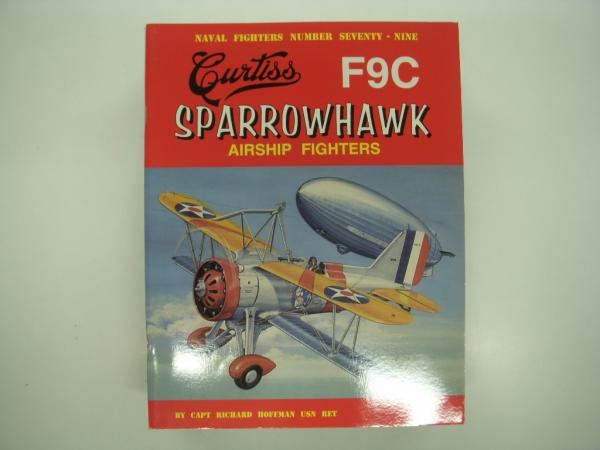 NAVAL FIGHTERS NUMBER SEVENTY - NINE
Curtiss F9C
SPARROWHAWK
AIRSHIP FIGHTERS
BY CAPT RICHARD HOFFMAN USN RET